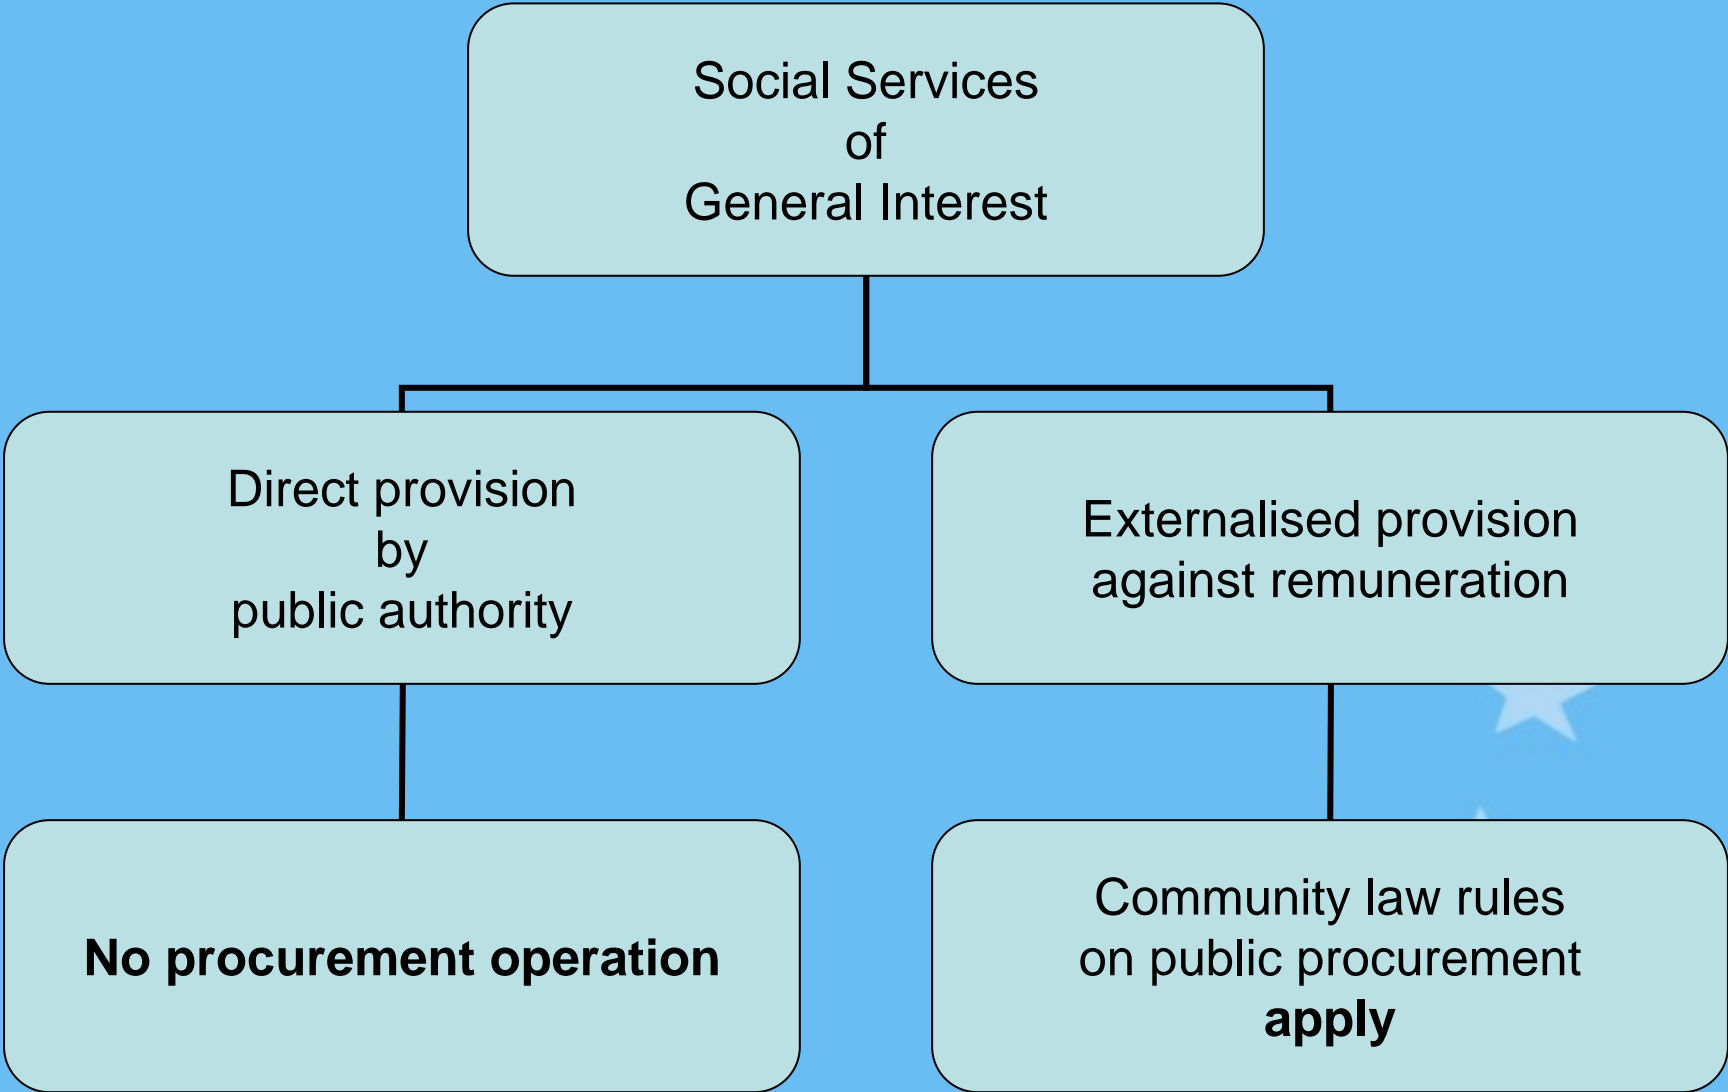 Social Services
of
General Interest
Direct provision
by
public authority
Externalised provision
against remuneration
No procurement operation
Community law rules
on public procurement
apply